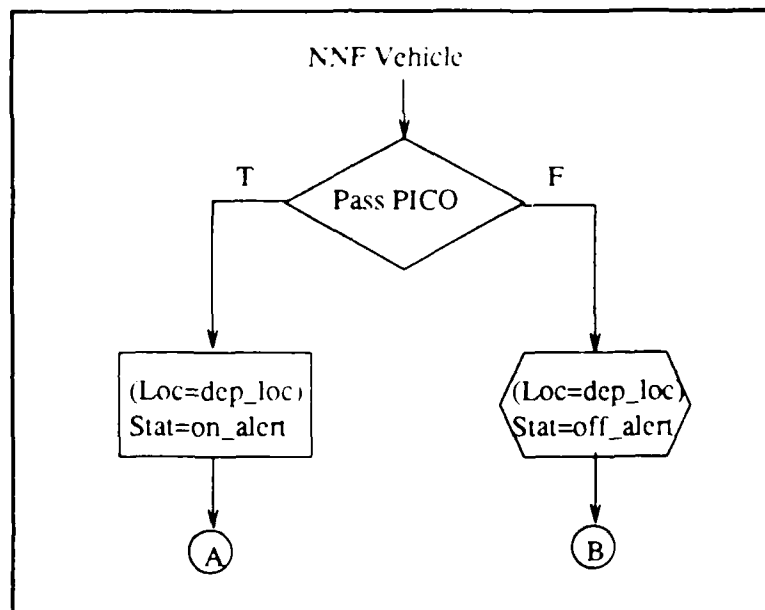 NNF Vehicle
T
F
Pass PICO
(Loc=dep_loc)
Stat=on_alert
(Loc=dep_loc)
Stat=off_alert
A
B